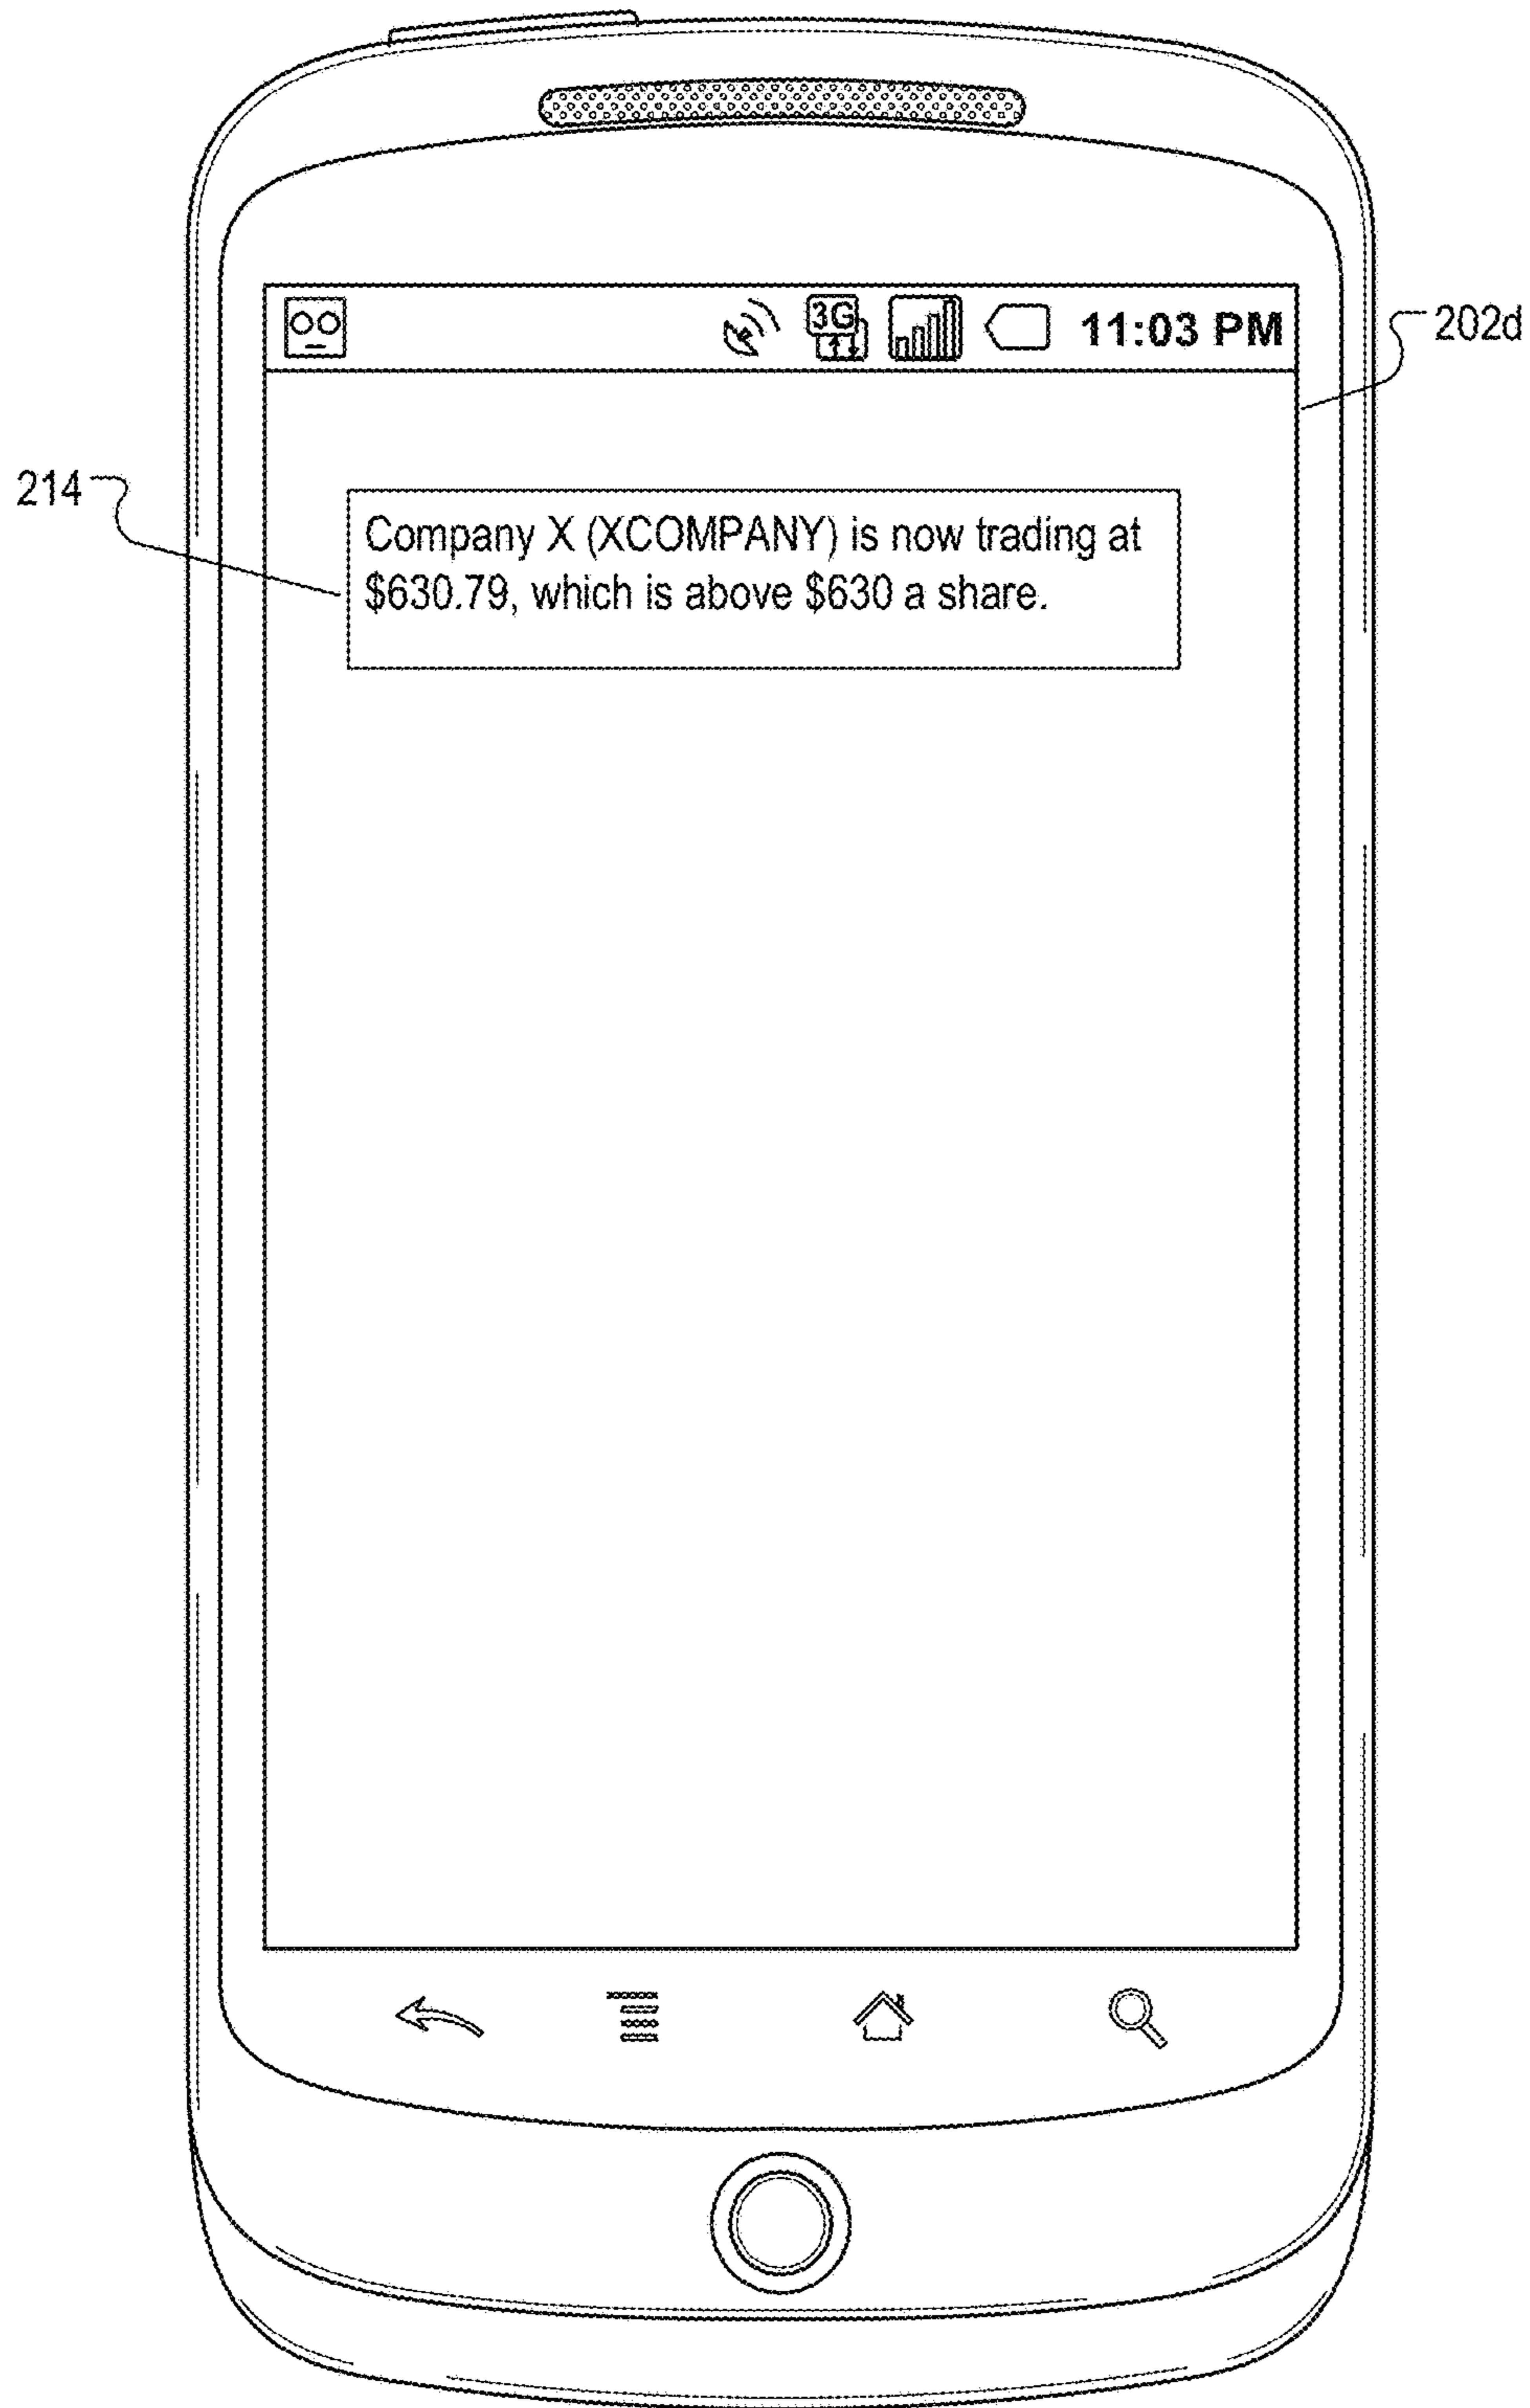 3G
11:03 PM
202d
214
Company X (XCOMPANY) is now trading at
$630.79, which is above $630 a share.